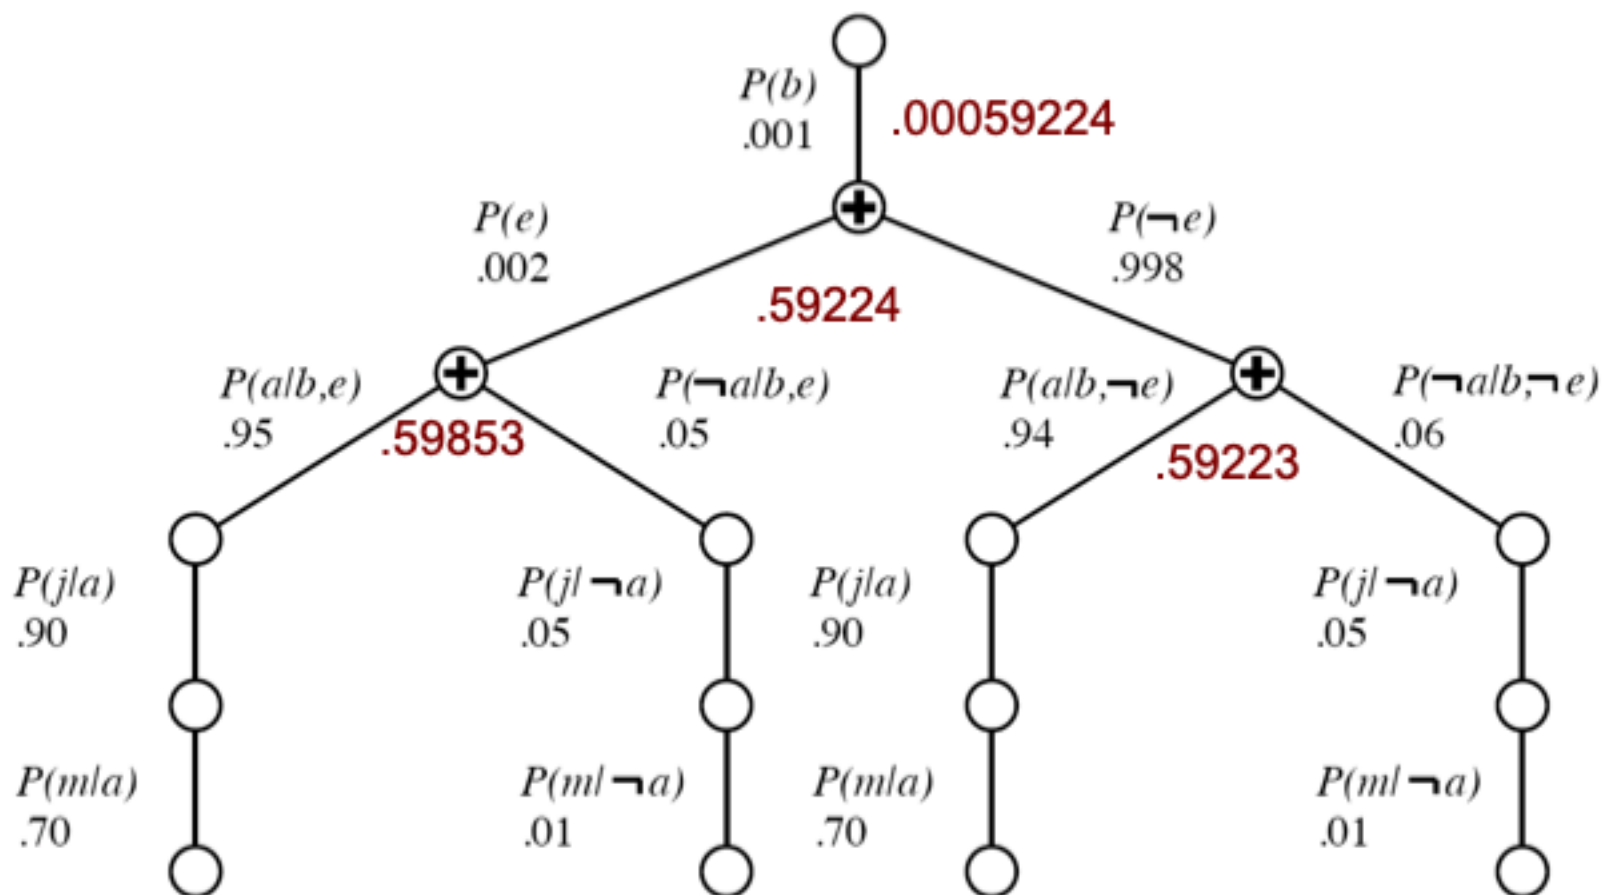 P(b)
.001
.00059224
P(e)
.002
P(¬e)
.998
.59224
P(a|b,e)
.95
.59853
P(¬a|b,e)
.05
P(a|b,¬e)
.94
.59223
P(¬a|b,¬e)
.06
P(j|a)
.90
P(j|¬a)
.05
P(j|a)
.90
P(j|¬a)
.05
P(m|a)
.70
P(m|¬a)
.01
P(m|a)
.70
P(m|¬a)
.01